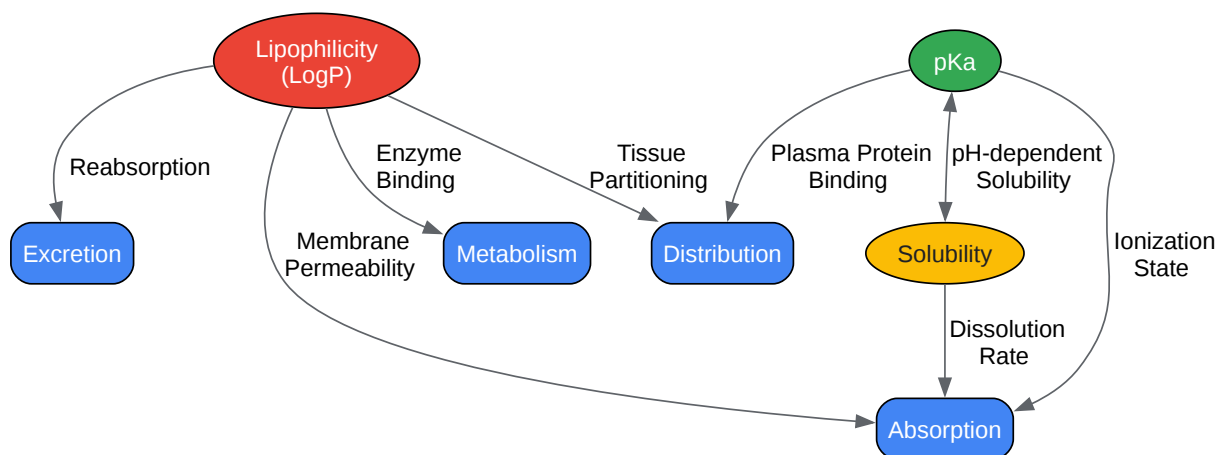 Lipophilicity
(LogP)
pKa
Reabsorption
Enzyme
Binding
Tissue
Partitioning
Plasma Protein
Binding
pH-dependent
Solubility
Excretion
Membrane
Permeability
Metabolism
Distribution
Solubility
Ionization
State
Dissolution
Rate
Absorption